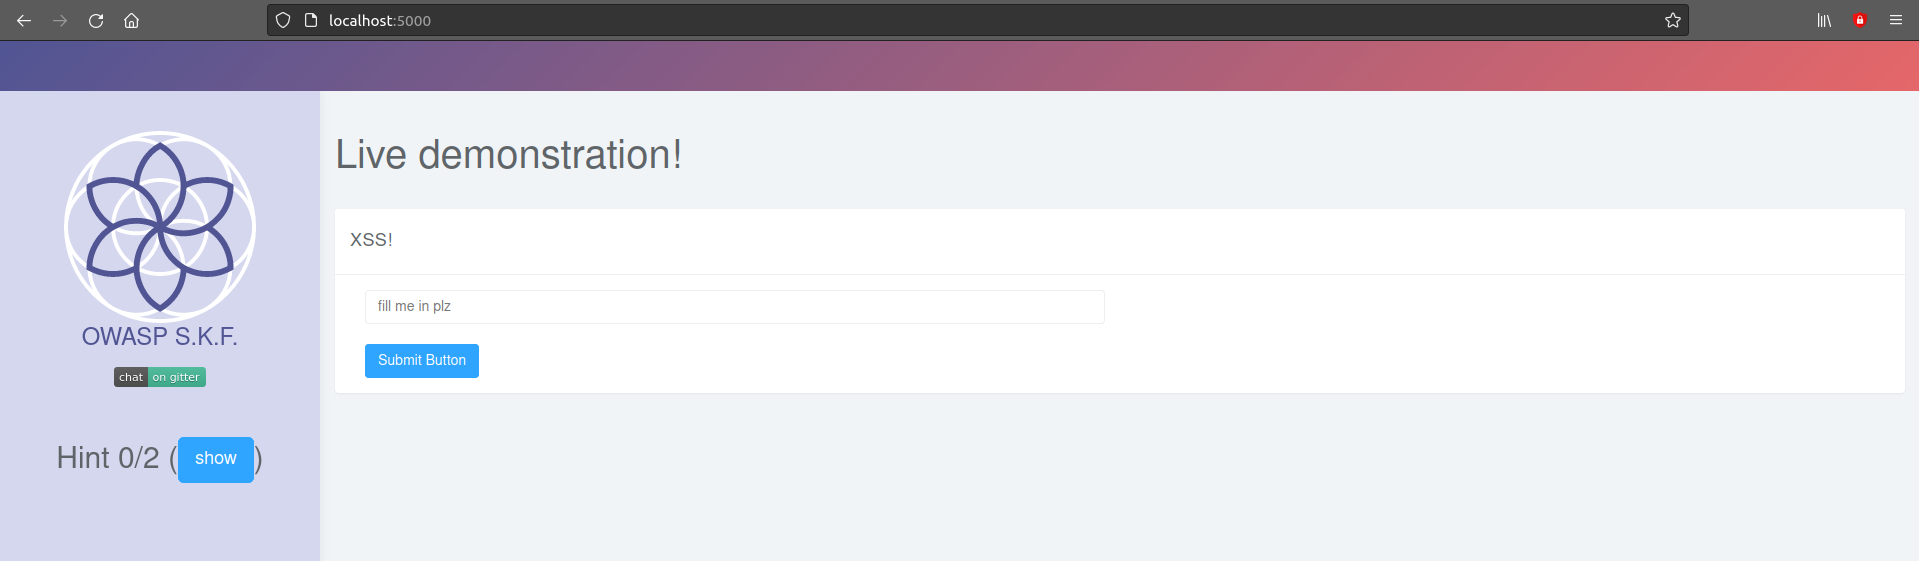 localhost:5000
OWASP S.K.F.
chat on gitter
Hint 0/2 (show)
Live demonstration!
XSS!
fill me in plz
Submit Button